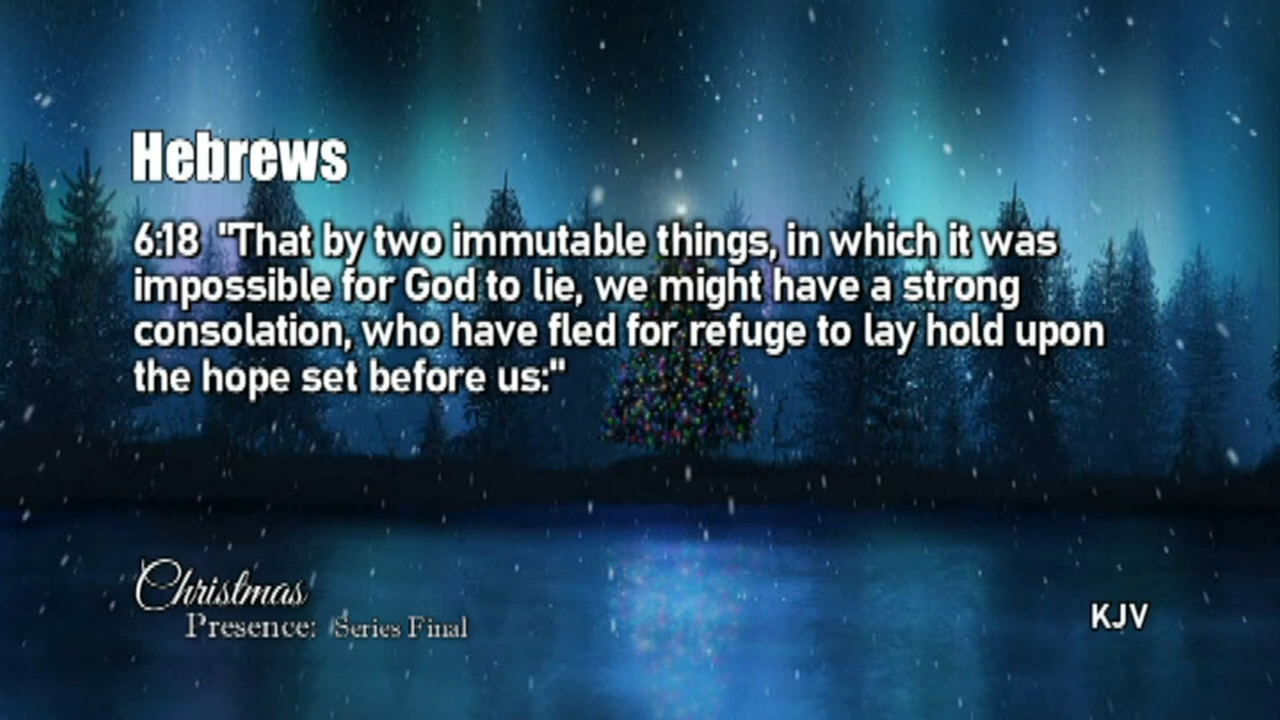 Hebrews
6:18 "That by two immutable things, in which it was
impossible for God to lie, we might have a strong
consolation, who have fled for refuge to lay hold upon
the hope set before us:"
Christmas
Presence: Series Final
KJV